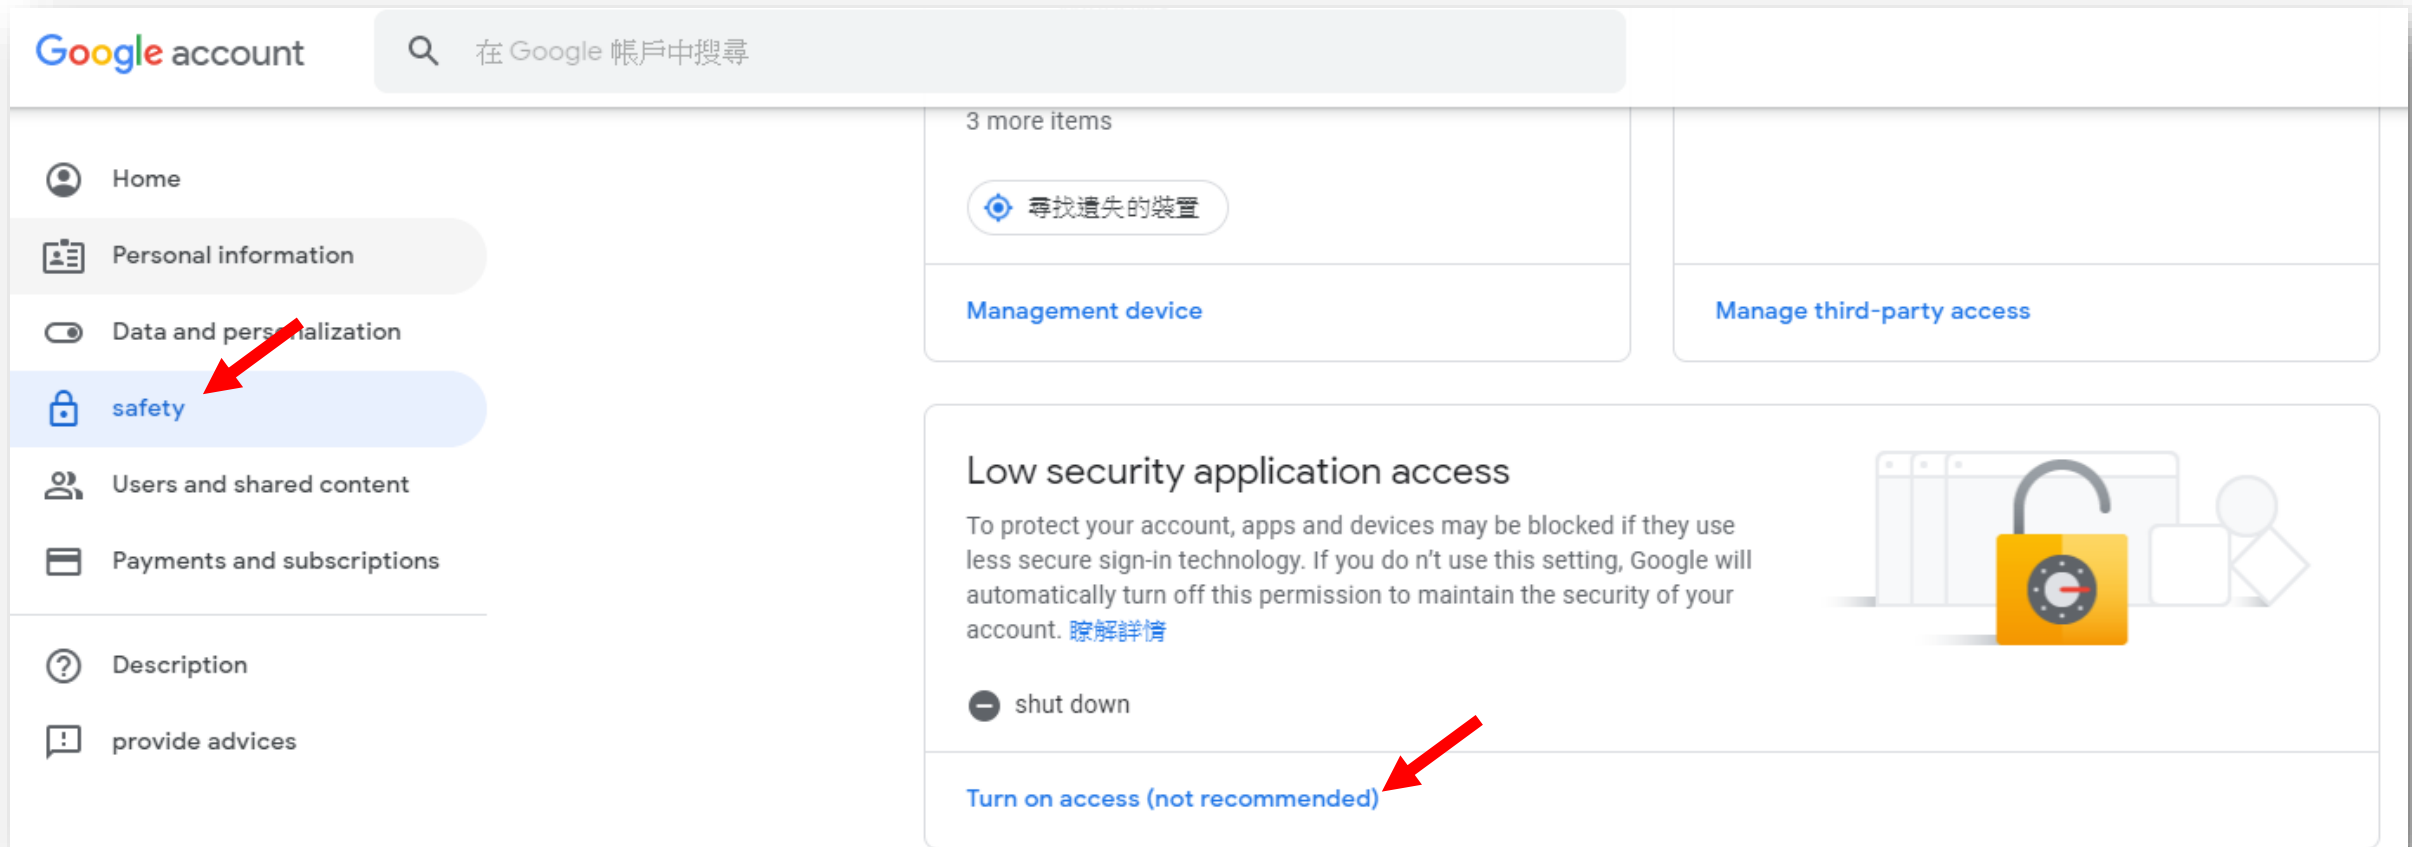 Google account
在 Google 帳戶中搜尋
Home
Personal information
Data and personalization
safety
Users and shared content
Payments and subscriptions
Description
provide advices
3 more items
尋找遺失的裝置
Management device
Manage third-party access
Low security application access
To protect your account, apps and devices may be blocked if they use
less secure sign-in technology. If you do n't use this setting, Google will
automatically turn off this permission to maintain the security of your
account. 瞭解詳情
shut down
Turn on access (not recommended)